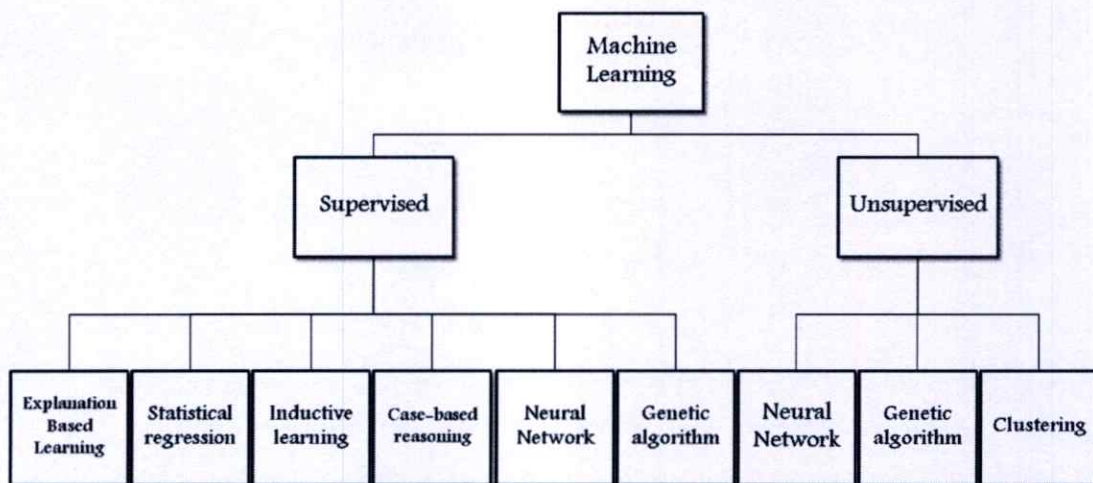 Machine
Learning
Supervised
Unsupervised
Explanation
Based
Learning
Statistical
regression
Inductive
learning
Case-based
reasoning
Neural
Network
Genetic
algorithm
Neural
Network
Genetic
algorithm
Clustering